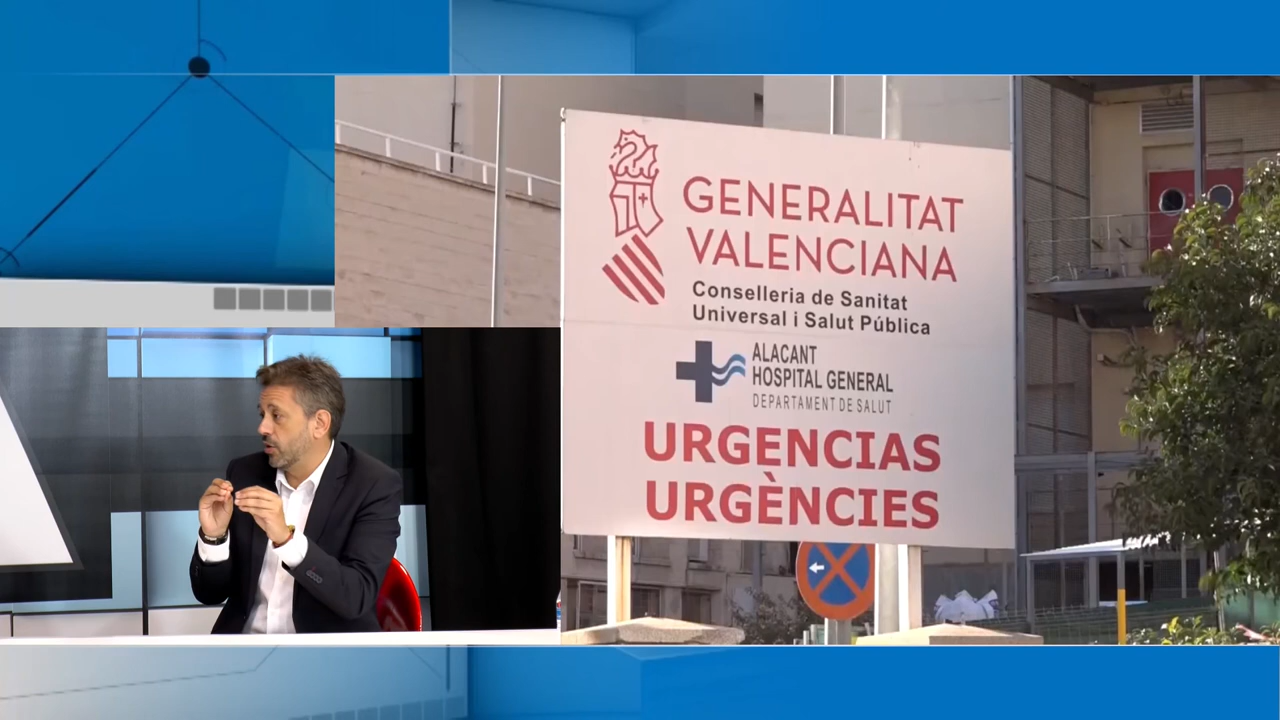 GENERALITAT
VALENCIANA
Conselleria de Sanitat
Universal i Salut Pública
ALACANT
HOSPITAL GENERAL
DEPARTAMENT DE SALUT
URGENCIAS
URGÈNCIES